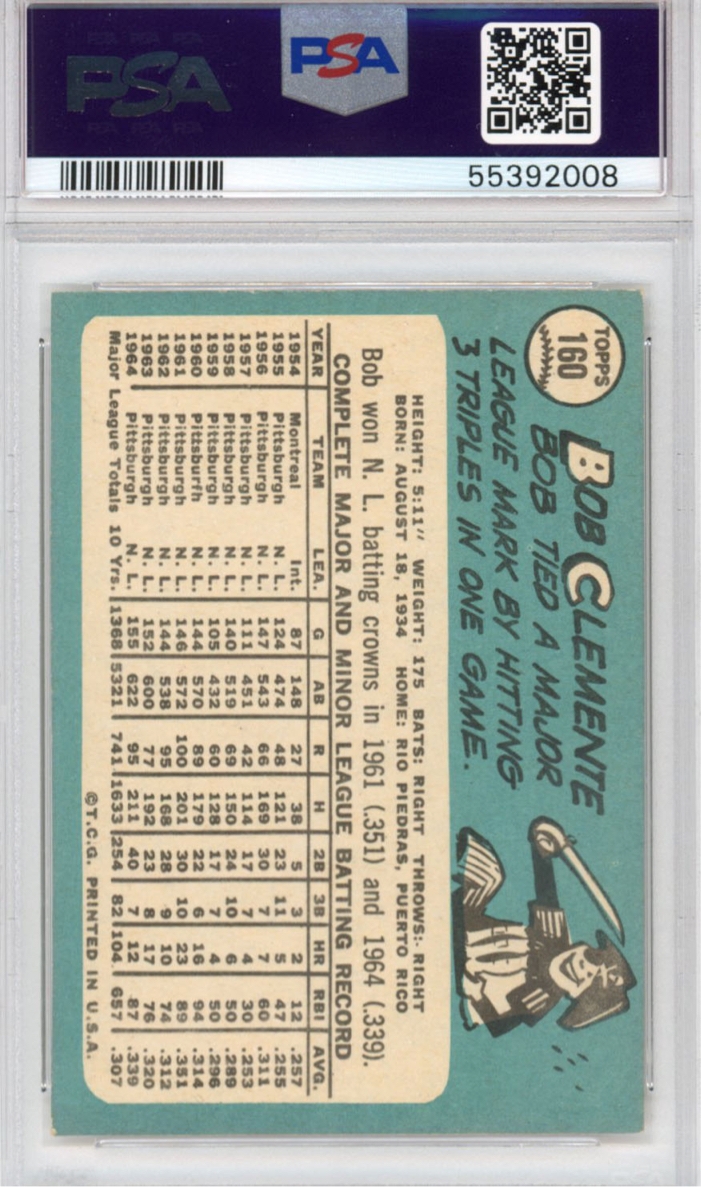 PSA PSA PSA
PSA
PSA PSA PSA
PSA
55392008
TOPPS
160
BOB CLEMENTE
BOB TIED A MAJOR
LEAGUE MARK BY HITTING
3 TRIPLES IN ONE GAME.
HEIGHT: 5:11" WEIGHT: 175 BATS: RIGHT THROWS: RIGHT
BORN: AUGUST 18, 1934 HOME: RIO PIEDRAS, PUERTO RICO
Bob won N. L. batting crowns in 1961 (.351) and 1964 (.339).
COMPLETE MAJOR AND MINOR LEAGUE BATTING RECORD
YEAR TEAM LEA. G AB R H 2B 3B HR RBI AVG.
1954 Montreal Int. 87 148 27 38 5 3 2 12 .257
1955 Pittsburgh N. L. 124 474 48 121 23 11 5 47 .255
1956 Pittsburgh N. L. 147 543 66 169 30 7 7 60 .311
1957 Pittsburgh N. L. 111 451 42 114 17 7 4 30 .253
1958 Pittsburgh N. L. 140 519 69 150 24 10 6 50 .289
1959 Pittsburgh N. L. 105 432 60 128 17 7 4 50 .296
1960 Pittsburfh N. L. 144 570 89 179 22 6 16 94 .314
1961 Pittsburgh N. L. 146 572 100 201 30 10 23 89 .351
1962 Pittsburgh N. L. 144 538 95 168 28 9 10 74 .312
1963 Pittsburgh N. L. 152 600 77 192 23 8 17 76 .320
1964 Pittsburgh N. L. 155 622 95 211 40 7 12 87 .339
Major League Totals 10 Yrs. 1368 5321 741 1633 254 82 104 657 .307
©T.C.G. PRINTED IN U.S.A.